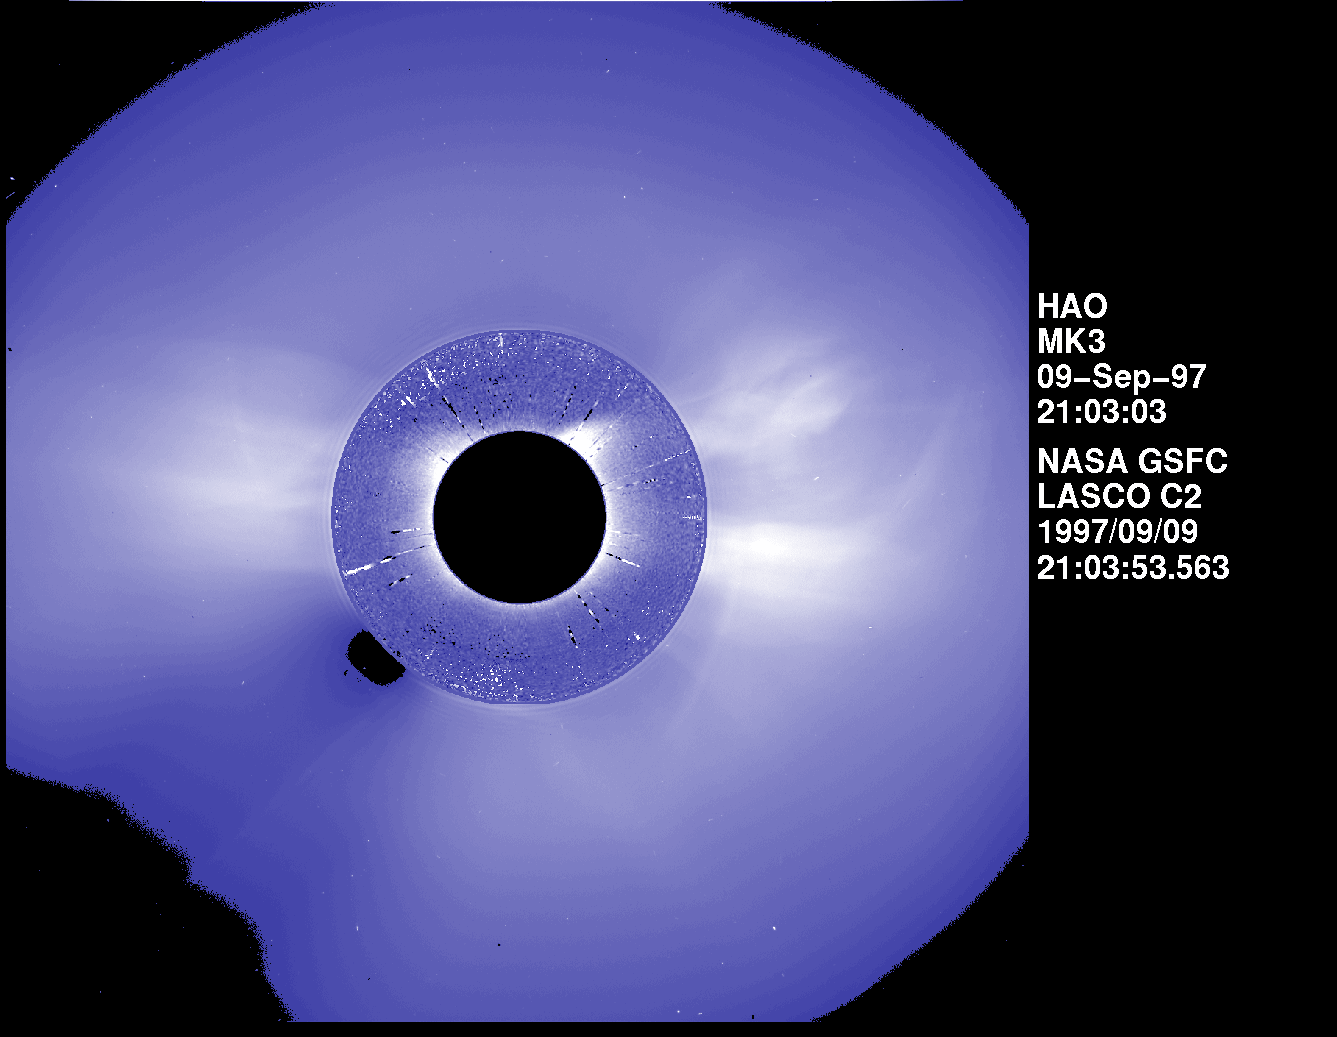 HAO
MK3
09-Sep-97
21:03:03
NASA GSFC
LASCO C2
1997/09/09
21:03:53.563